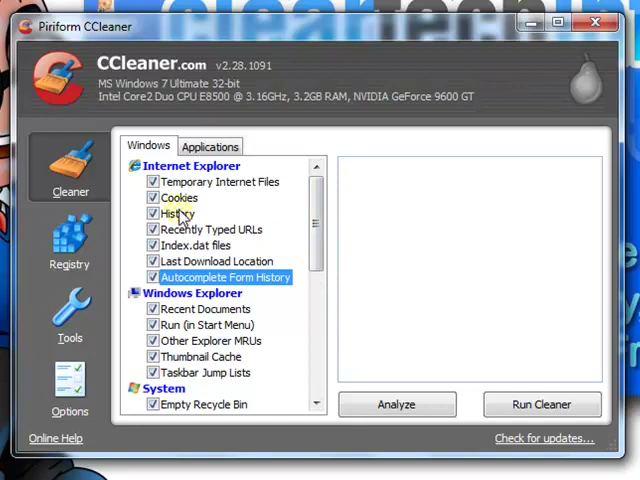 Piriform CCleaner
CCleaner.com v2.28.1091
MS Windows 7 Ultimate 32-bit
Intel Core2 Duo CPU E8500 @ 3.16GHz, 3.2GB RAM, NVIDIA GeForce 9600 GT
Cleaner
Registry
Tools
Options
Windows
Applications
Internet Explorer
Temporary Internet Files
Cookies
History
Recently Typed URLs
Index.dat files
Last Download Location
Autocomplete Form History
Windows Explorer
Recent Documents
Run (in Start Menu)
Other Explorer MRUs
Thumbnail Cache
Taskbar Jump Lists
System
Empty Recycle Bin
Analyze
Run Cleaner
Online Help
Check for updates...